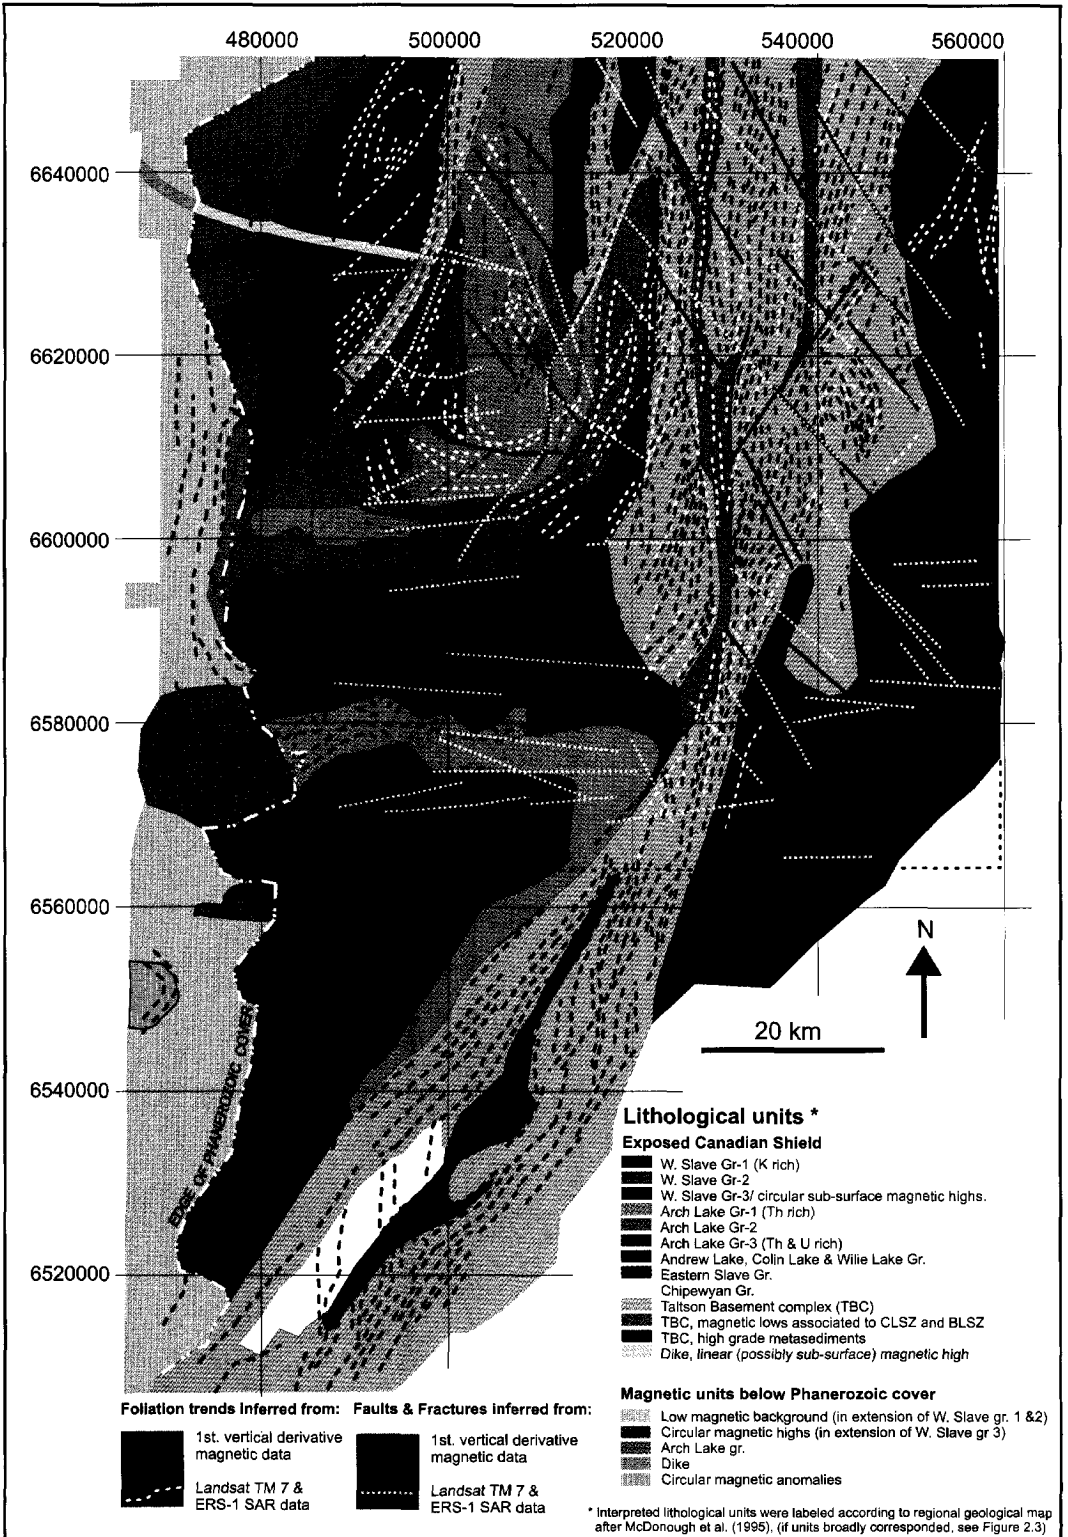 480000 500000 520000 540000 560000
6640000
6620000
6600000
6580000
6560000
6540000
6520000
EDGE OF PHANEROZOIC COVER
N
20 km
Lithological units *
Exposed Canadian Shield
W. Slave Gr-1 (K rich)
W. Slave Gr-2
W. Slave Gr-3/ circular sub-surface magnetic highs.
Arch Lake Gr-1 (Th rich)
Arch Lake Gr-2
Arch Lake Gr-3 (Th & U rich)
Andrew Lake, Colin Lake & Wilie Lake Gr.
Eastern Slave Gr.
Chipewyan Gr.
Taltson Basement complex (TBC)
TBC, magnetic lows associated to CLSZ and BLSZ
TBC, high grade metasediments
Dike, linear (possibly sub-surface) magnetic high
Magnetic units below Phanerozoic cover
Low magnetic background (in extension of W. Slave gr. 1 &2)
Circular magnetic highs (in extension of W. Slave gr 3)
Arch Lake gr.
Dike
Circular magnetic anomalies
Foliation trends inferred from:
1st. vertical derivative
magnetic data
Landsat TM 7 &
ERS-1 SAR data
Faults & Fractures inferred from:
1st. vertical derivative
magnetic data
Landsat TM 7 &
ERS-1 SAR data
* Interpreted lithological units were labeled according to regional geological map
after McDonough et al. (1995), (if units broadly corresponded, see Figure 2.3)